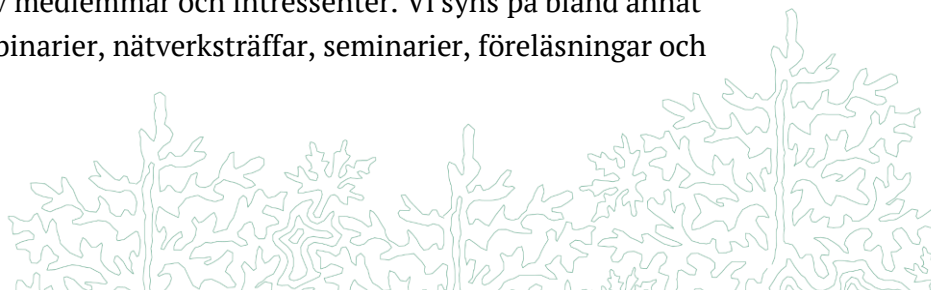 medlemmar och intressenter. Vi syns på bland annat
binarier, nätverksträffar, seminarier, föreläsningar och